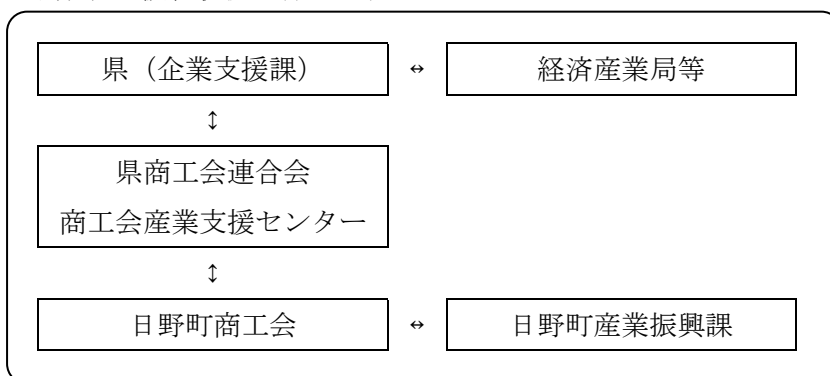 県(企業支援課) ↔ 経済産業局等
↕
県商工会連合会
商工会産業支援センター
↕
日野町商工会 ↔ 日野町産業振興課